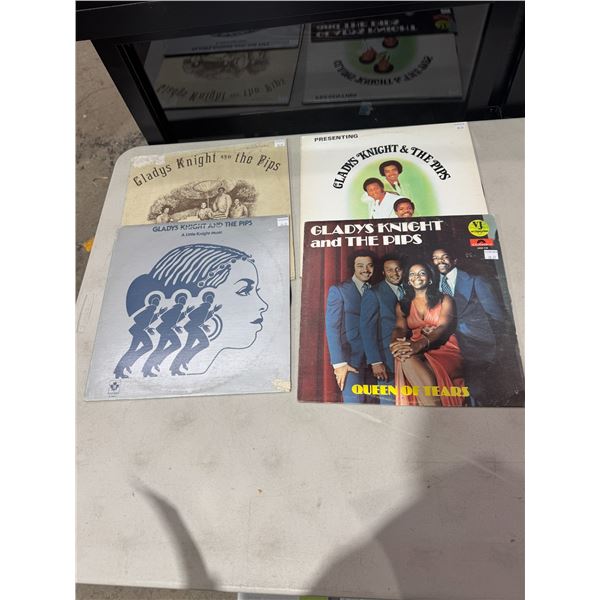 Gladys Knight AND the Pips
PRESENTING
GLADYS KNIGHT & THE PIPS
GLADYS KNIGHT AND THE PIPS
A Little Knight Music
GLADYS KNIGHT
and THE PIPS
VJ
QUEEN OF TEARS